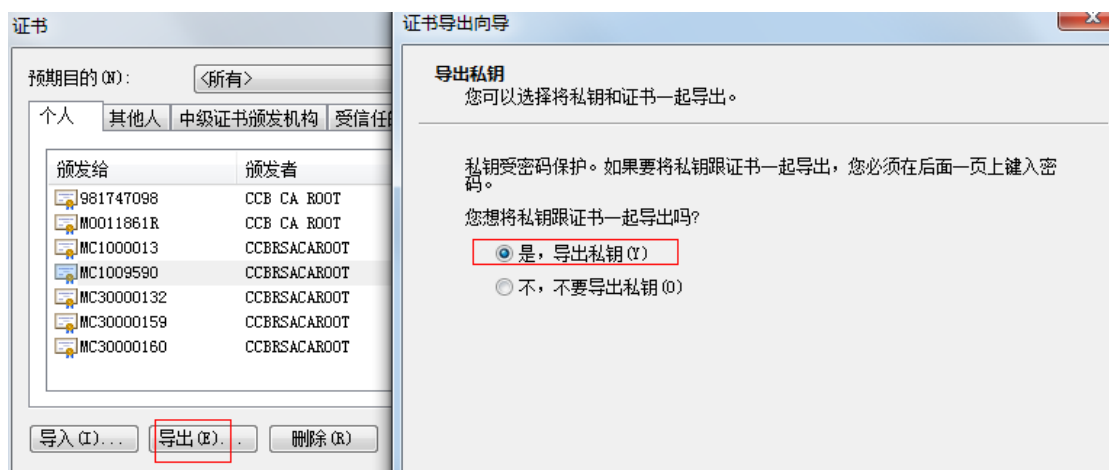 证书
预期目的(N):
<所有>
个人
其他人
中级证书颁发机构
受信任
颁发给
颁发者
981747098
CCB CA ROOT
M0011861R
CCB CA ROOT
MC1000013
CCBRSACAROOT
MC1009590
CCBRSACAROOT
MC30000132
CCBRSACAROOT
MC30000159
CCBRSACAROOT
MC30000160
CCBRSACAROOT
导入(I)...
导出(E)...
删除(R)
证书导出向导
导出私钥
您可以选择将私钥和证书一起导出。
私钥受密码保护。如果要将私钥跟证书一起导出，您必须在后面一页上键入密
码。
您想将私钥跟证书一起导出吗?
是，导出私钥(Y)
不，不要导出私钥(O)